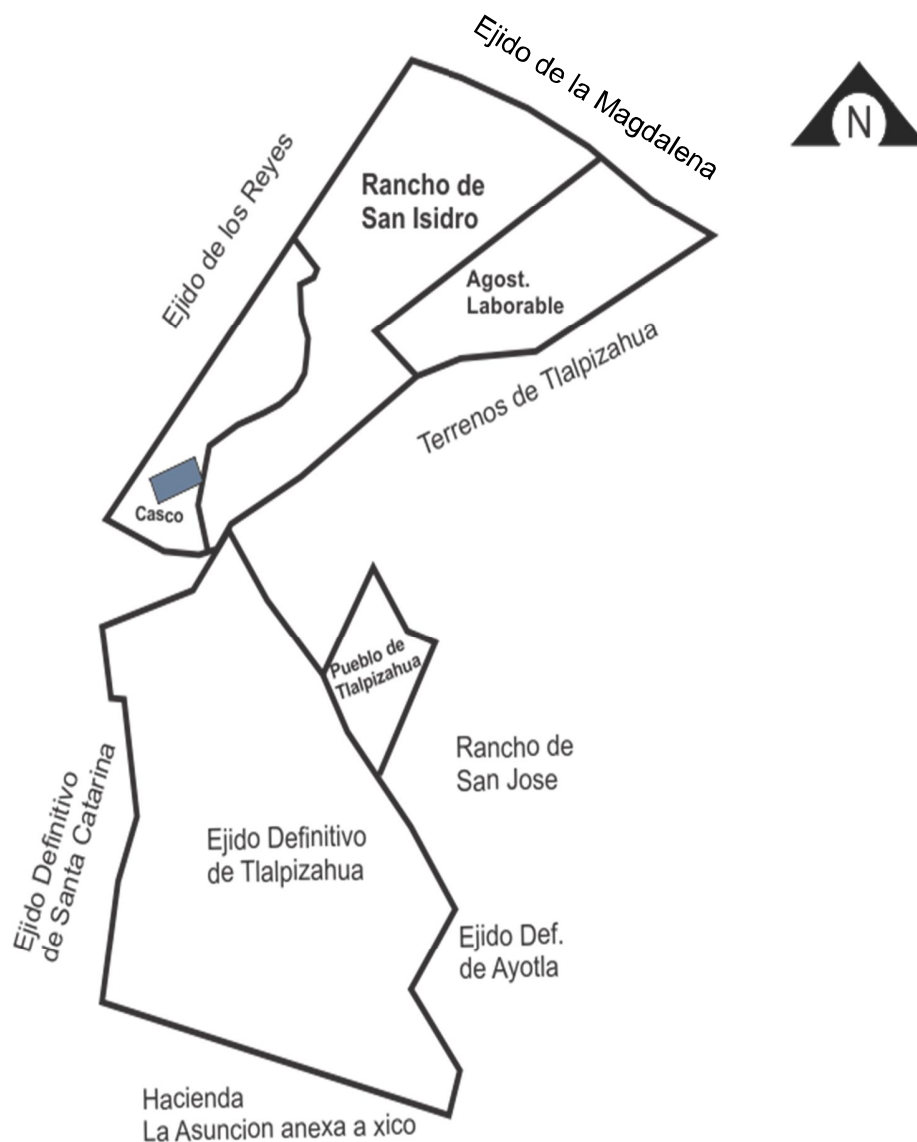 Ejido de la Magdalena
N
Ejido de los Reyes
Rancho de
San Isidro
Agost.
Laborable
Terrenos de Tlalpizahua
Casco
Pueblo de
Tlalpizahua
Rancho de
San Jose
Ejido Definitivo
de Santa Catarina
Ejido Definitivo
de Tlalpizahua
Ejido Def.
de Ayotla
Hacienda
La Asuncion anexa a xico